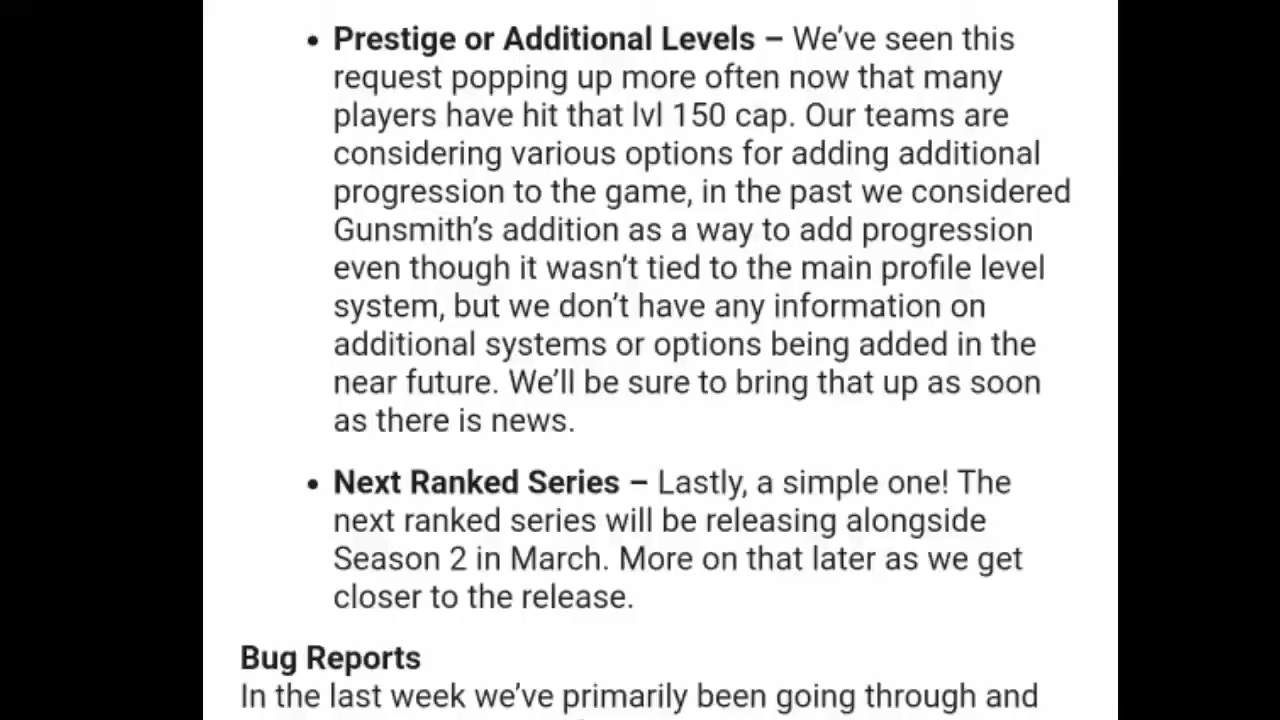 • Prestige or Additional Levels – We’ve seen this
request popping up more often now that many
players have hit that lvl 150 cap. Our teams are
considering various options for adding additional
progression to the game, in the past we considered
Gunsmith’s addition as a way to add progression
even though it wasn’t tied to the main profile level
system, but we don’t have any information on
additional systems or options being added in the
near future. We’ll be sure to bring that up as soon
as there is news.
• Next Ranked Series – Lastly, a simple one! The
next ranked series will be releasing alongside
Season 2 in March. More on that later as we get
closer to the release.
Bug Reports
In the last week we’ve primarily been going through and